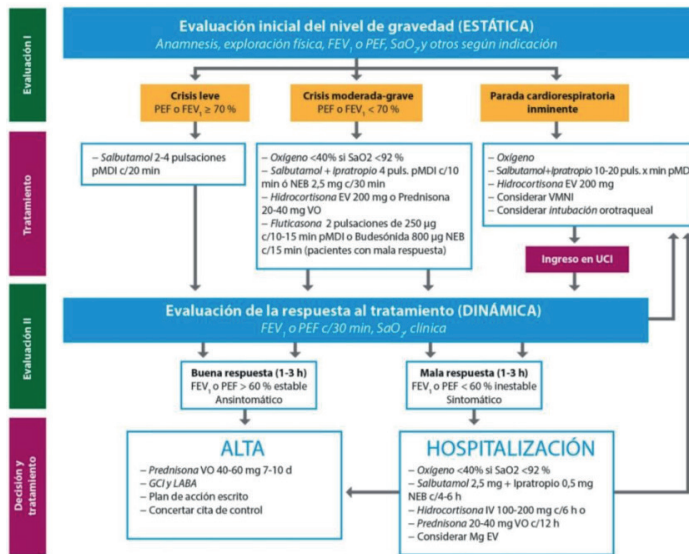 Evaluación I
Evaluación inicial del nivel de gravedad (ESTÁTICA)
Anamnesis, exploración física, FEV₁ o PEF, SaO₂ y otros según indicación
Crisis leve
PEF o FEV₁ ≥ 70 %
Crisis moderada-grave
PEF o FEV₁ < 70 %
Parada cardiorespiratoria
inminente
Tratamiento
– Salbutamol 2-4 pulsaciones
pMDI c/20 min
– Oxígeno <40% si SaO2 <92 %
– Salbutamol + Ipratropio 4 puls. pMDI c/10
min ó NEB 2,5 mg c/30 min
– Hidrocortisona EV 200 mg o Prednisona
20-40 mg VO
– Fluticasona 2 pulsaciones de 250 µg
c/10-15 min pMDI o Budesónida 800 µg NEB
c/15 min (pacientes con mala respuesta)
– Oxígeno
– Salbutamol+Ipratropio 10-20 puls. x min pMDI
– Hidrocortisona EV 200 mg
– Considerar VMNI
– Considerar intubación orotraqueal
Ingreso en UCI
Evaluación II
Evaluación de la respuesta al tratamiento (DINÁMICA)
FEV₁ o PEF c/30 min, SaO₂, clínica
Buena respuesta (1-3 h)
FEV₁ o PEF > 60 % estable
Ansintomático
Mala respuesta (1-3 h)
FEV₁ o PEF < 60 % inestable
Sintomático
Decisión y
tratamiento
ALTA
– Prednisona VO 40-60 mg 7-10 d
– GCI y LABA
– Plan de acción escrito
– Concertar cita de control
HOSPITALIZACIÓN
– Oxígeno <40% si SaO2 <92 %
– Salbutamol 2,5 mg + Ipratropio 0,5 mg
NEB c/4-6 h
– Hidrocortisona IV 100-200 mg c/6 h o
– Prednisona 20-40 mg VO c/12 h
– Considerar Mg EV